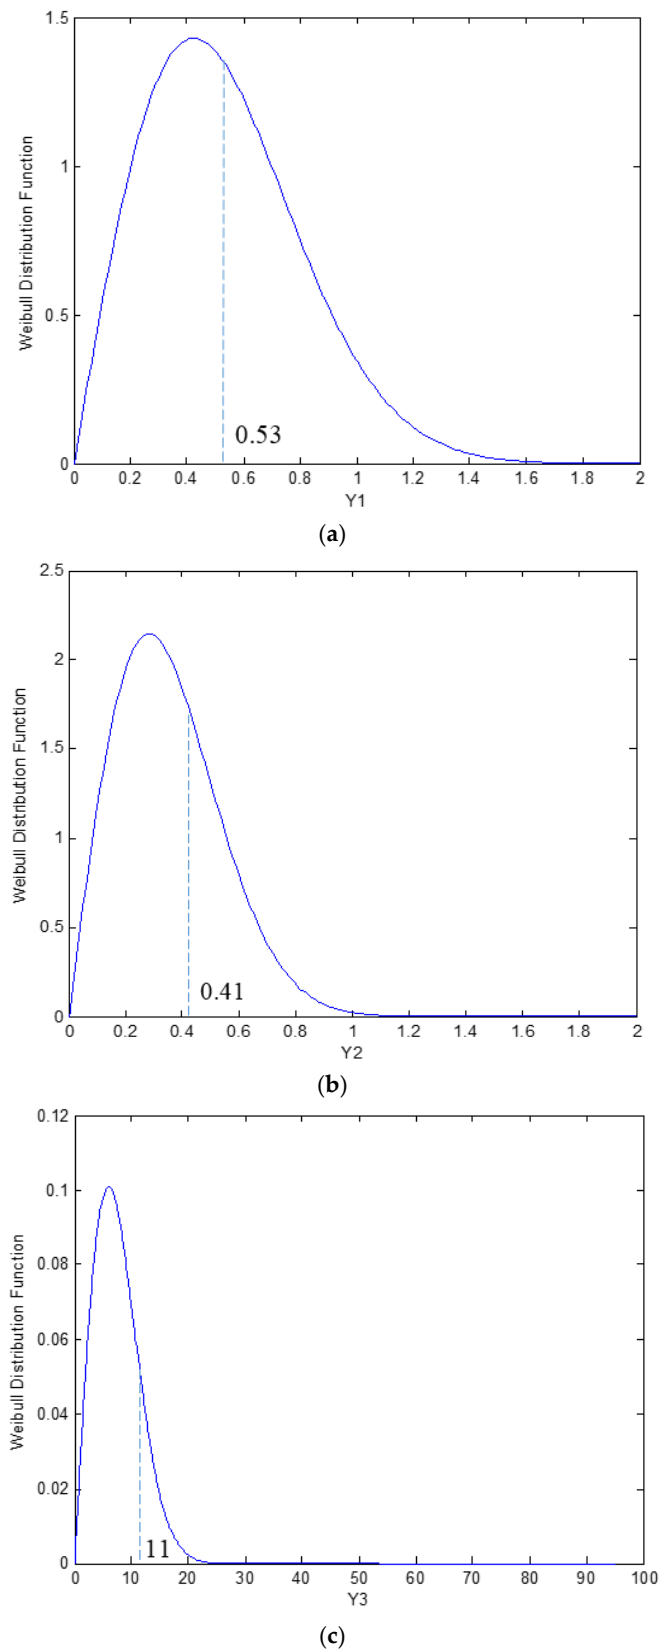 1.5
1
0.5
0
Weibull Distribution Function
0.53
0 0.2 0.4 0.6 0.8 1 1.2 1.4 1.6 1.8 2
Y1
(a)
2.5
2
1.5
1
0.5
0
Weibull Distribution Function
0.41
0 0.2 0.4 0.6 0.8 1 1.2 1.4 1.6 1.8 2
Y2
(b)
0.12
0.1
0.08
0.06
0.04
0.02
0
Weibull Distribution Function
11
0 10 20 30 40 50 60 70 80 90 100
Y3
(c)